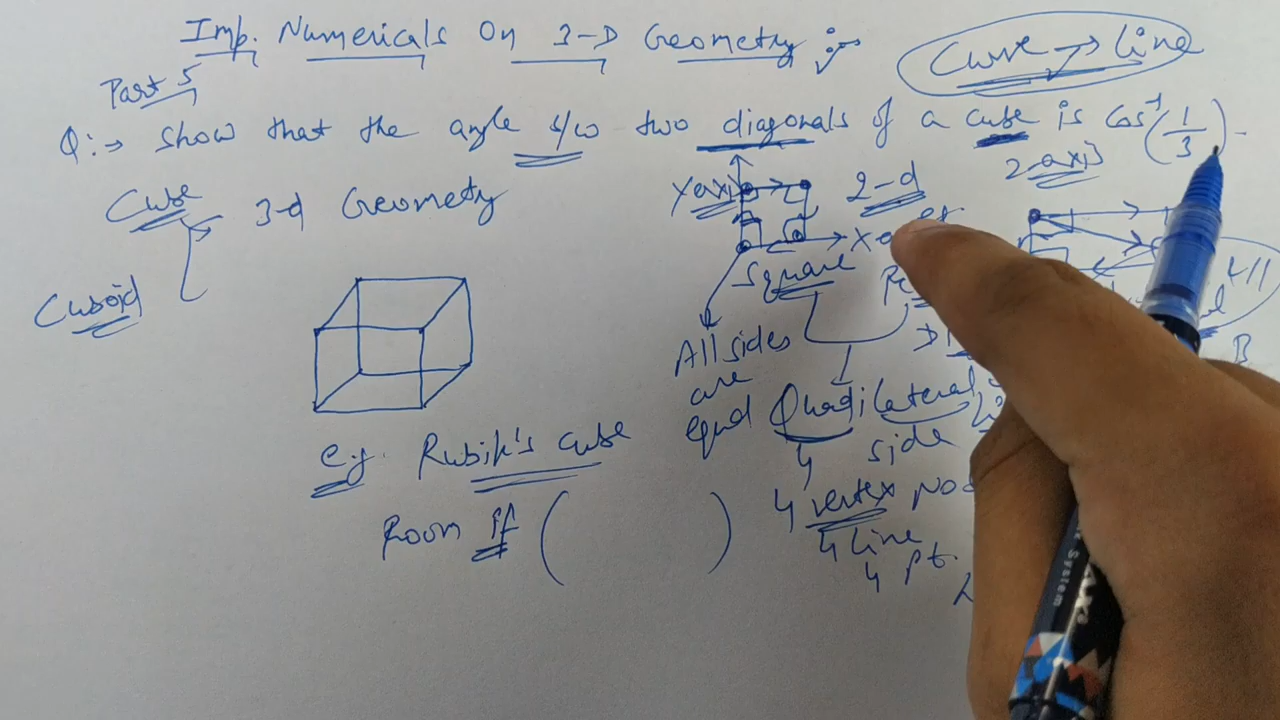 Imp. Numericals On 3-D Geometry :-
Curve → Line
Part 5
Q:→ Show that the angle b/w two diagonals of a cube is Cos⁻¹(1/3) -
2-axis
Cube
3-d Geometry
Y axis
2-d
Cuboid
Square
All sides
are
equal
Quadilateral
4 side
e.g. Rubik's cube
4 vertex
Room If ( )
4 line
4 pt.
System